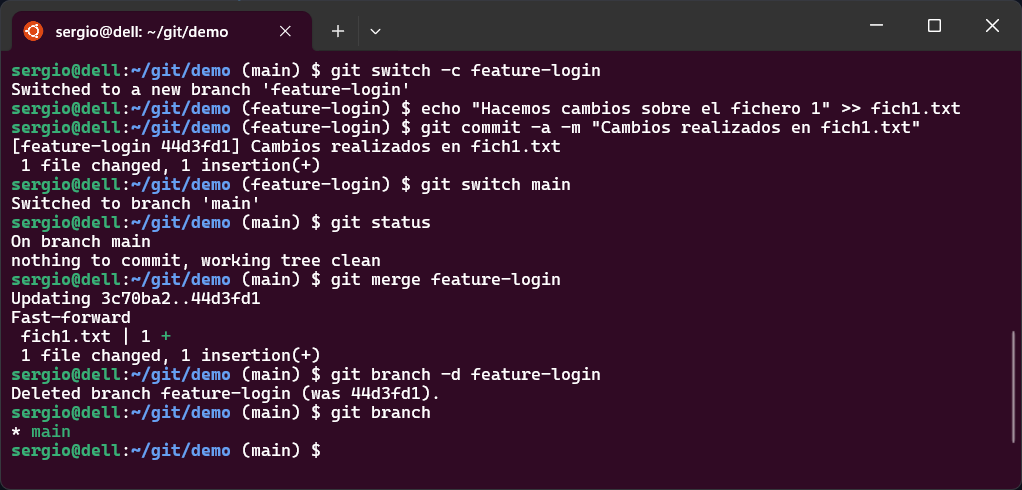 sergio@dell: ~/git/demo
sergio@dell:~/git/demo (main) $ git switch -c feature-login
Switched to a new branch 'feature-login'
sergio@dell:~/git/demo (feature-login) $ echo "Hacemos cambios sobre el fichero 1" >> fich1.txt
sergio@dell:~/git/demo (feature-login) $ git commit -a -m "Cambios realizados en fich1.txt"
[feature-login 44d3fd1] Cambios realizados en fich1.txt
 1 file changed, 1 insertion(+)
sergio@dell:~/git/demo (feature-login) $ git switch main
Switched to branch 'main'
sergio@dell:~/git/demo (main) $ git status
On branch main
nothing to commit, working tree clean
sergio@dell:~/git/demo (main) $ git merge feature-login
Updating 3c70ba2..44d3fd1
Fast-forward
 fich1.txt | 1 +
 1 file changed, 1 insertion(+)
sergio@dell:~/git/demo (main) $ git branch -d feature-login
Deleted branch feature-login (was 44d3fd1).
sergio@dell:~/git/demo (main) $ git branch
* main
sergio@dell:~/git/demo (main) $